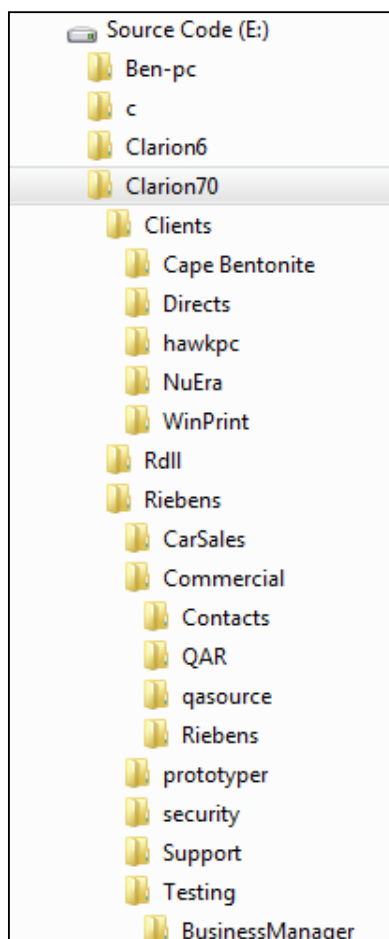 Source Code (E:)
Ben-pc
c
Clarion6
Clarion70
Clients
Cape Bentonite
Directs
hawkpc
NuEra
WinPrint
Rdll
Riebens
CarSales
Commercial
Contacts
QAR
qasource
Riebens
prototyper
security
Support
Testing
BusinessManager